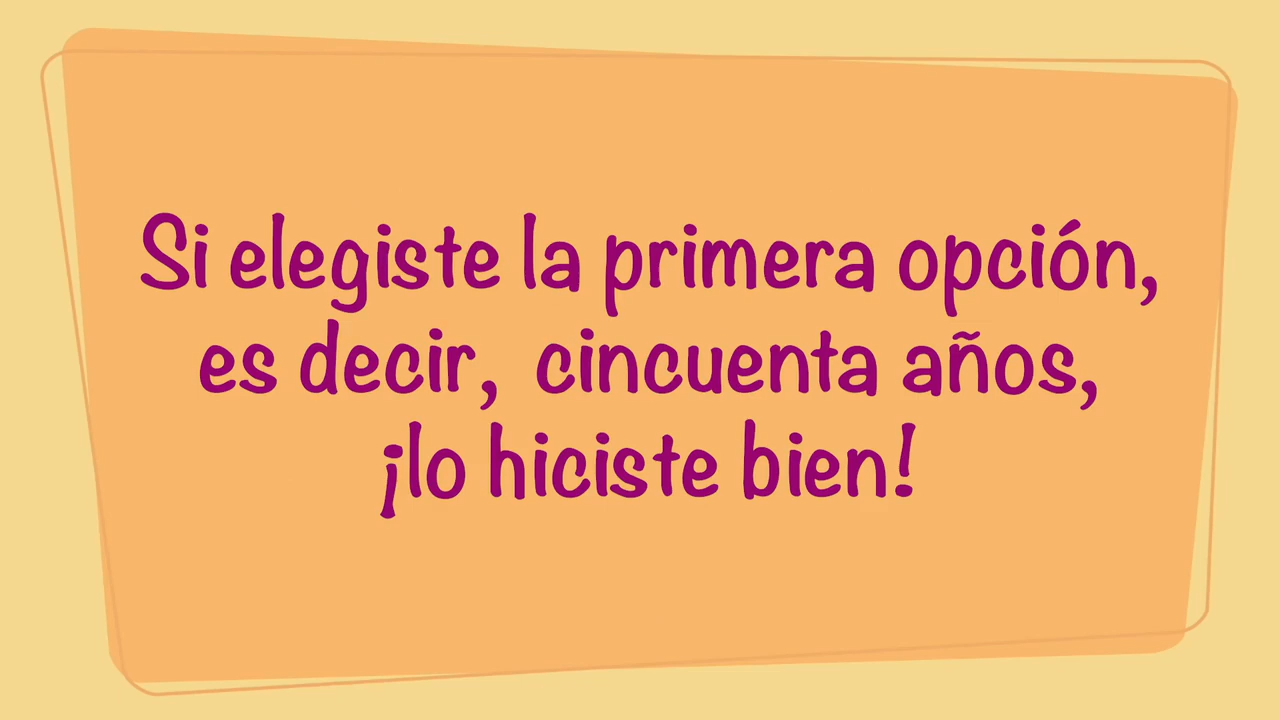 Si elegiste la primera opción,
es decir, cincuenta años,
¡lo hiciste bien!